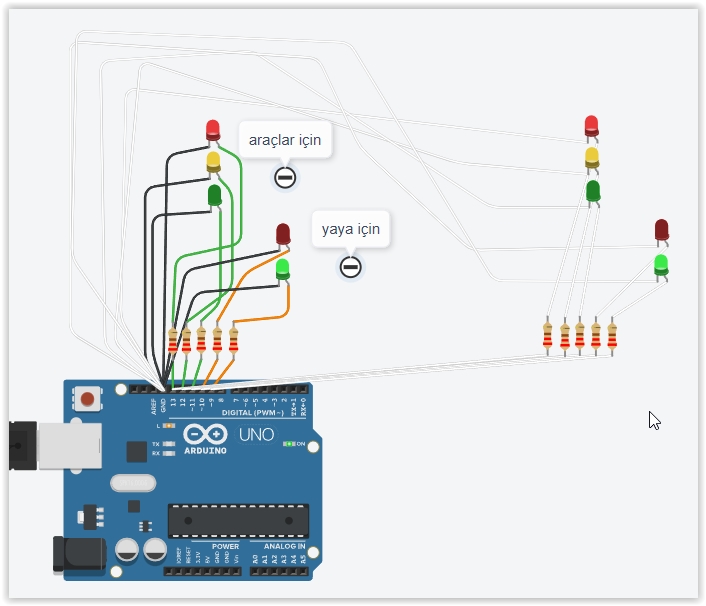 araçlar için
yaya için
AREF
GND
13
12
~11
~10
~9
8
7
~6
~5
4
~3
2
TX→1
RX←0
DIGITAL (PWM~)
L
TX
RX
ARDUINO
UNO
ON
IOREF
RESET
3.3V
5V
GND
GND
Vin
POWER
ANALOG IN
A0
A1
A2
A3
A4
A5